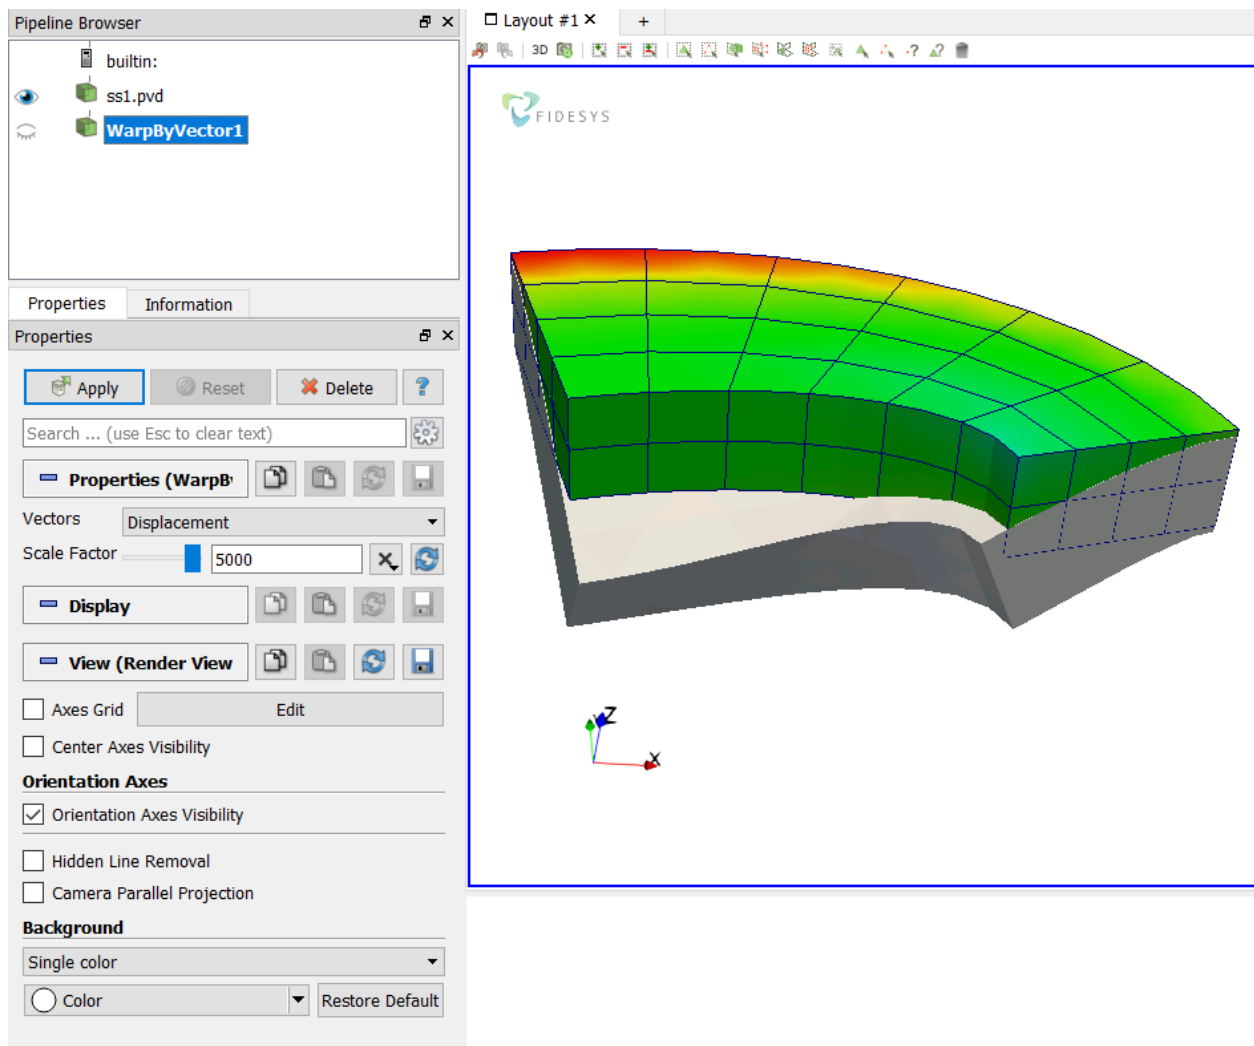 Pipeline Browser
builtin:
ss1.pvd
WarpByVector1
Properties
Information
Properties
Apply
Reset
Delete
?
Search ... (use Esc to clear text)
Properties (WarpB
Vectors
Displacement
Scale Factor
5000
Display
View (Render View
Axes Grid
Edit
Center Axes Visibility
Orientation Axes
Orientation Axes Visibility
Hidden Line Removal
Camera Parallel Projection
Background
Single color
Color
Restore Default
Layout #1
+
3D
FIDESYS
Y
Z
X